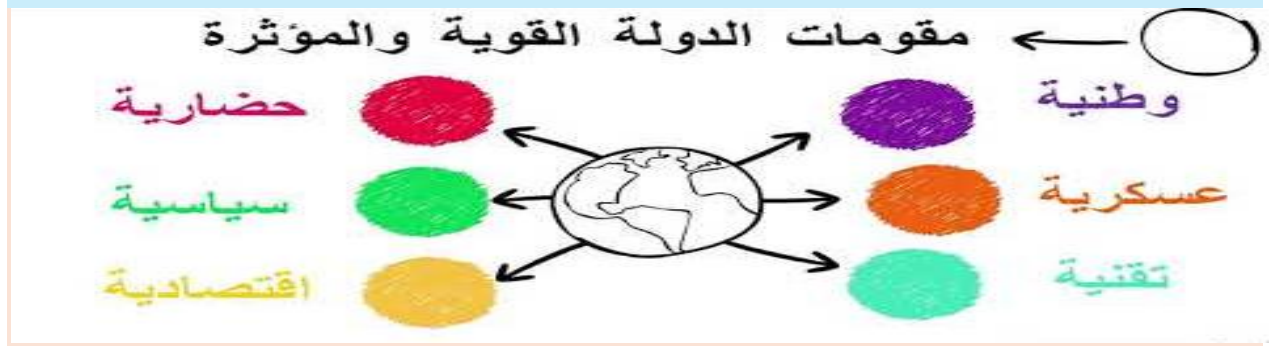 مقومات الدولة القوية والمؤثرة
وطنية
حضارية
عسكرية
سياسية
تقنية
اقتصادية